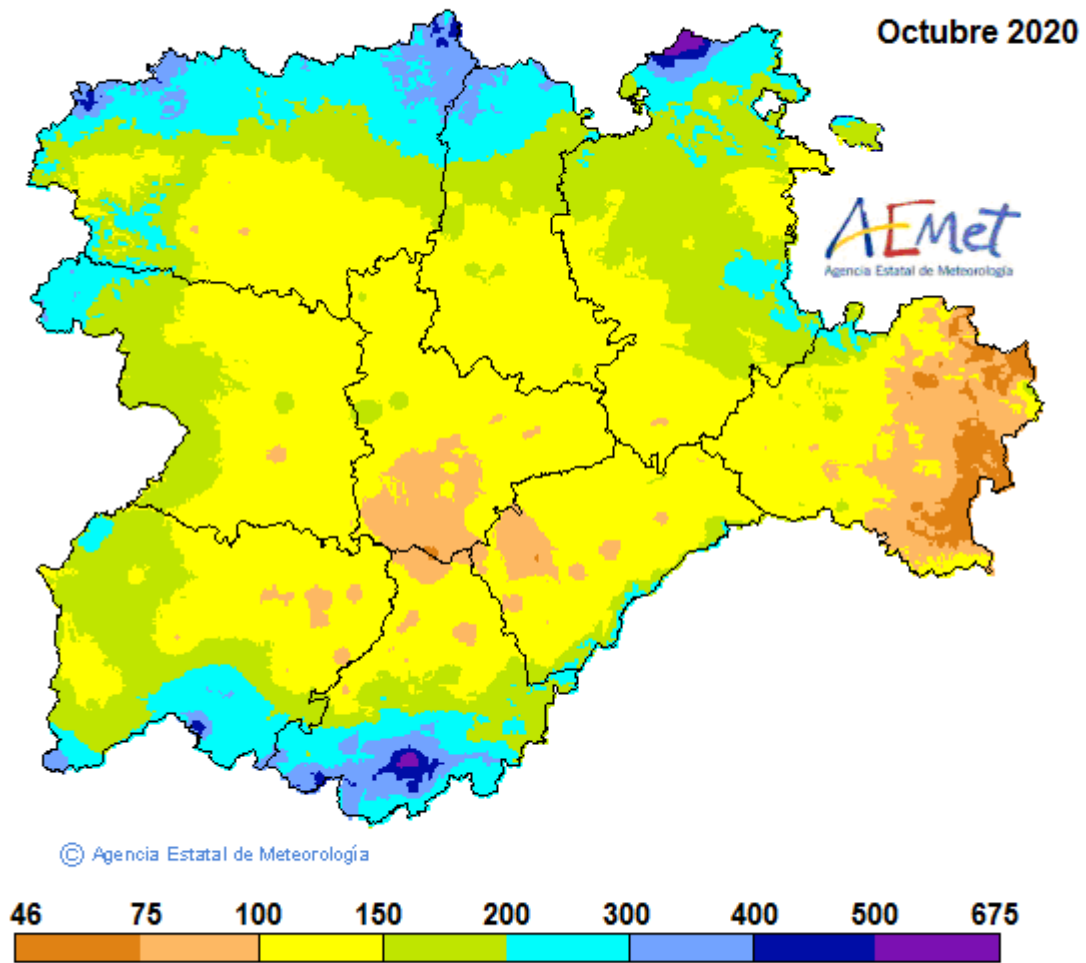 Octubre 2020
AEMet
Agencia Estatal de Meteorología
© Agencia Estatal de Meteorología
46 75 100 150 200 300 400 500 675